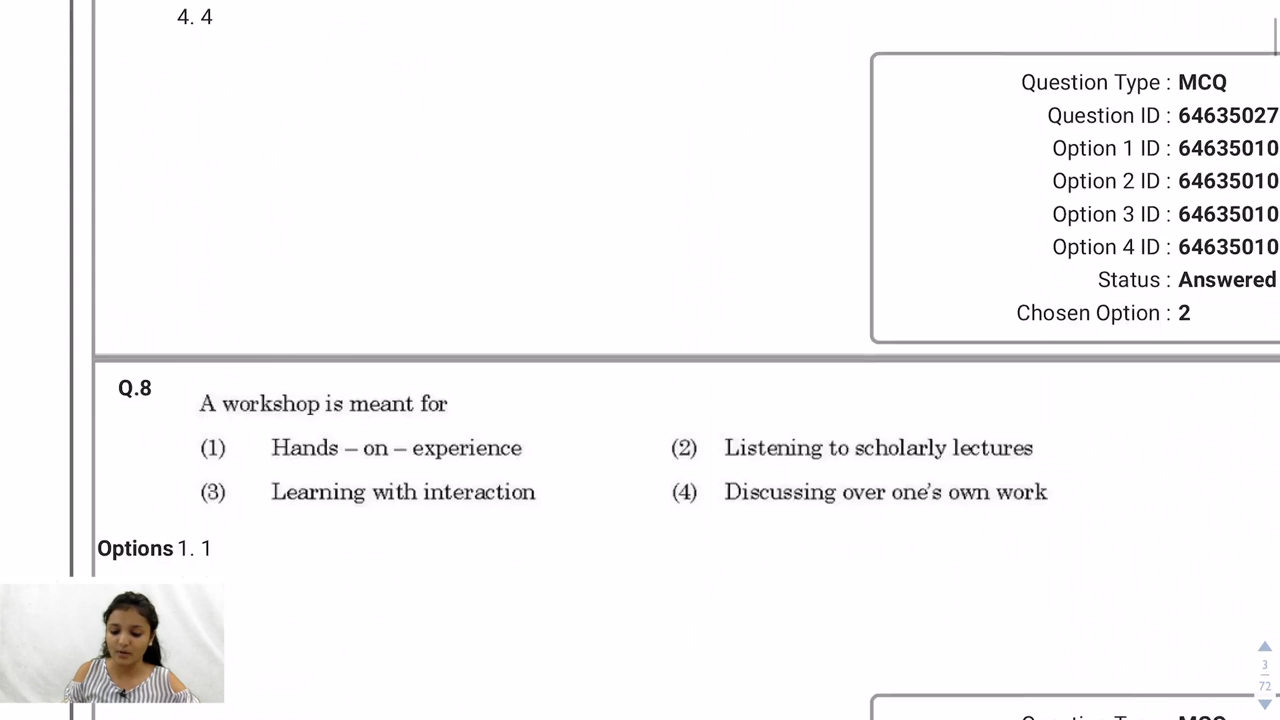 4. 4
Question Type : MCQ
Question ID : 64635027
Option 1 ID : 64635010
Option 2 ID : 64635010
Option 3 ID : 64635010
Option 4 ID : 64635010
Status : Answered
Chosen Option : 2
Q.8
A workshop is meant for
(1) Hands – on – experience (2) Listening to scholarly lectures
(3) Learning with interaction (4) Discussing over one's own work
Options 1. 1
3
72